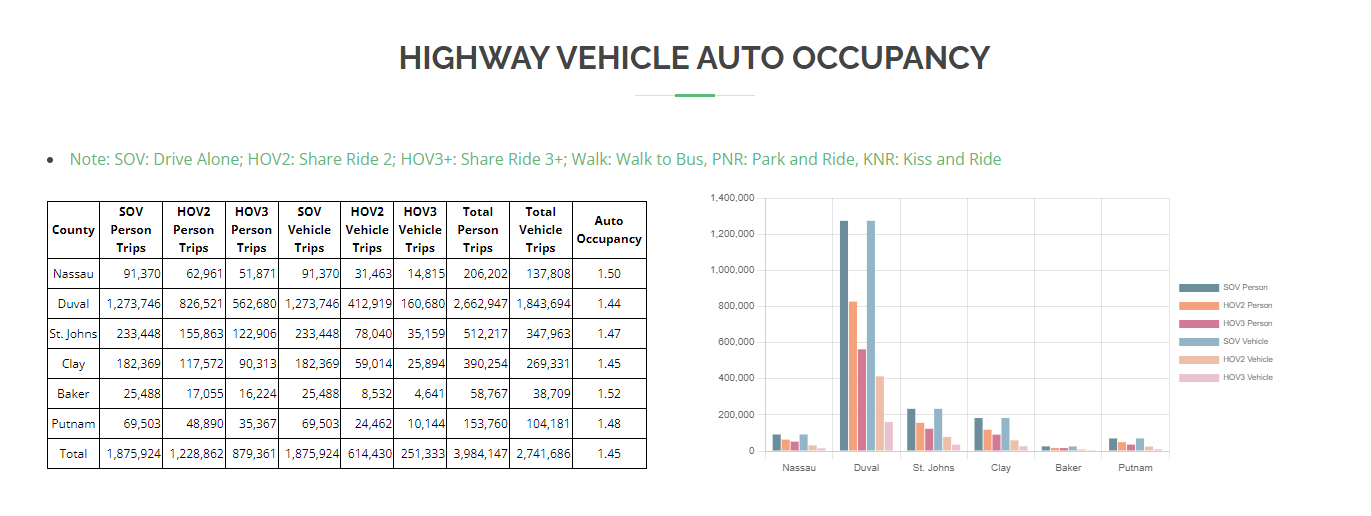 HIGHWAY VEHICLE AUTO OCCUPANCY
Note: SOV: Drive Alone; HOV2: Share Ride 2; HOV3+: Share Ride 3+; Walk: Walk to Bus, PNR: Park and Ride, KNR: Kiss and Ride
County SOV Person Trips HOV2 Person Trips HOV3 Person Trips SOV Vehicle Trips HOV2 Vehicle Trips HOV3 Vehicle Trips Total Person Trips Total Vehicle Trips Auto Occupancy
Nassau 91,370 62,961 51,871 91,370 31,463 14,815 206,202 137,808 1.50
Duval 1,273,746 826,521 562,680 1,273,746 412,919 160,680 2,662,947 1,843,694 1.44
St. Johns 233,448 155,863 122,906 233,448 78,040 35,159 512,217 347,963 1.47
Clay 182,369 117,572 90,313 182,369 59,014 25,894 390,254 269,331 1.45
Baker 25,488 17,055 16,224 25,488 8,532 4,641 58,767 38,709 1.52
Putnam 69,503 48,890 35,367 69,503 24,462 10,144 153,760 104,181 1.48
Total 1,875,924 1,228,862 879,361 1,875,924 614,430 251,333 3,984,147 2,741,686 1.45
1,400,000
1,200,000
1,000,000
800,000
600,000
400,000
200,000
0
Nassau Duval St. Johns Clay Baker Putnam
SOV Person
HOV2 Person
HOV3 Person
SOV Vehicle
HOV2 Vehicle
HOV3 Vehicle